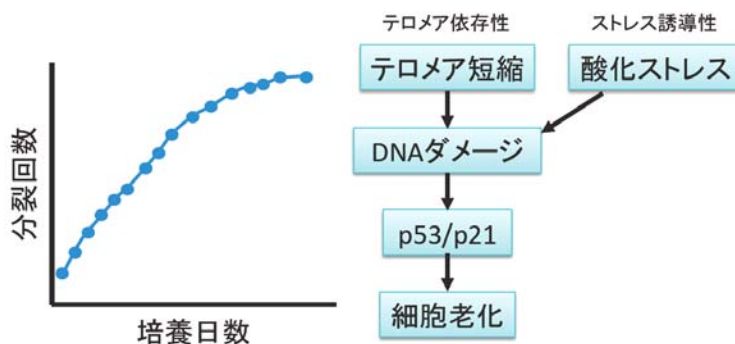 分裂回数
培養日数
テロメア依存性
ストレス誘導性
テロメア短縮
酸化ストレス
DNAダメージ
p53/p21
細胞老化